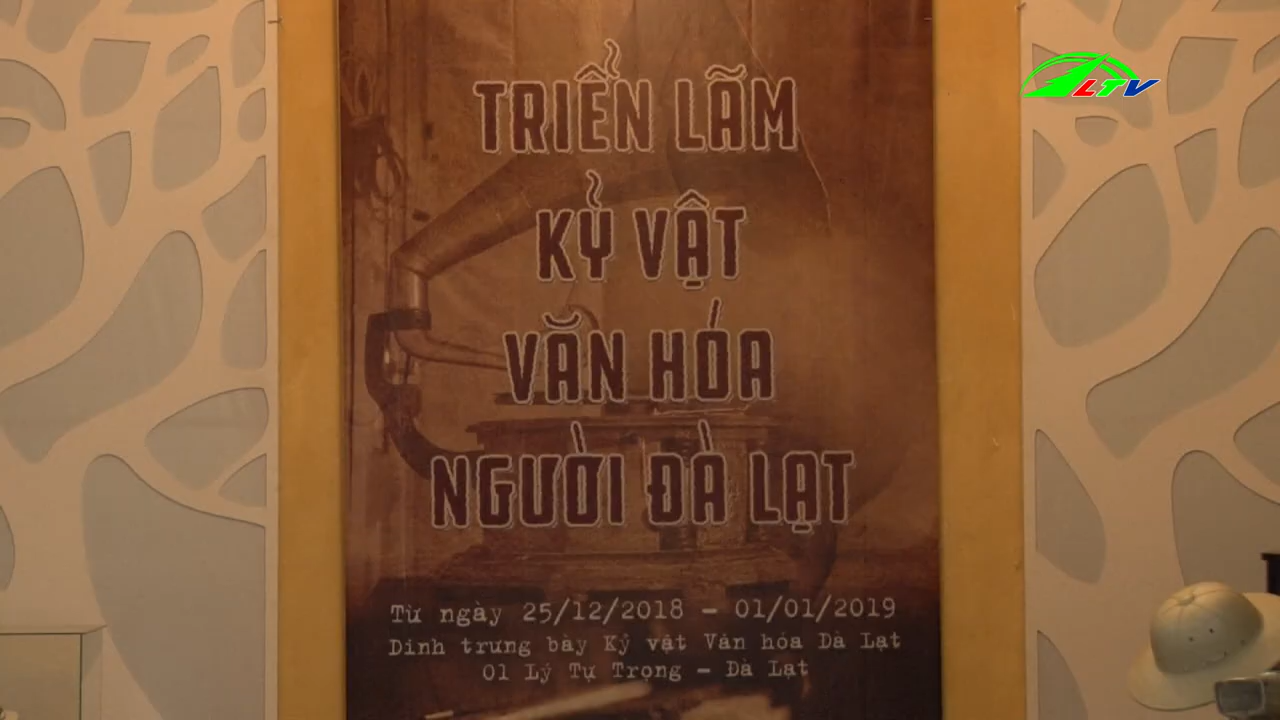 LTV
TRIỂN LÃM
KỶ VẬT
VĂN HÓA
NGƯỜI ĐÀ LẠT
Từ ngày 25/12/2018 - 01/01/2019
Dinh trưng bày Kỷ vật Văn hóa Đà Lạt
01 Lý Tự Trọng - Đà Lạt